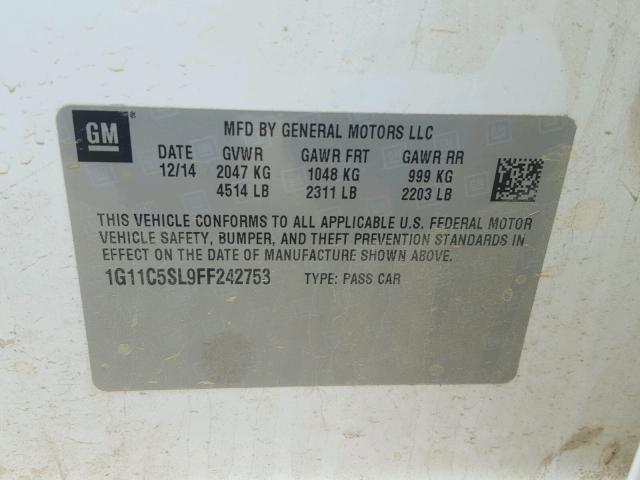 GM ®
MFD BY GENERAL MOTORS LLC
DATE GVWR GAWR FRT GAWR RR
12/14 2047 KG 1048 KG 999 KG
4514 LB 2311 LB 2203 LB
THIS VEHICLE CONFORMS TO ALL APPLICABLE U.S. FEDERAL MOTOR
VEHICLE SAFETY, BUMPER, AND THEFT PREVENTION STANDARDS IN
EFFECT ON THE DATE OF MANUFACTURE SHOWN ABOVE.
1G11C5SL9FF242753 TYPE: PASS CAR